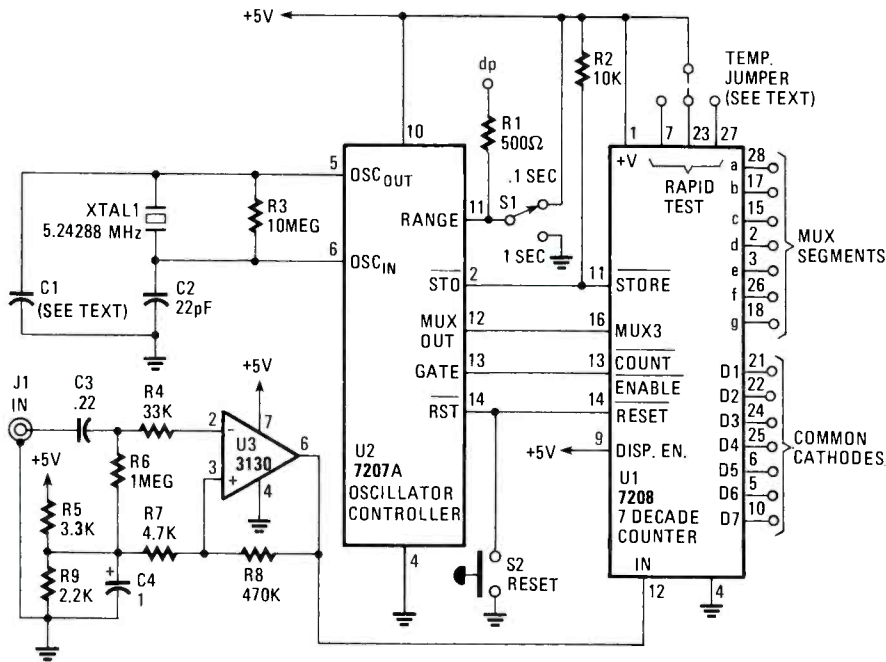 +5V
R2
10K
TEMP.
JUMPER
(SEE TEXT)
dp
R1
500Ω
10
1
7
23
27
5
OSC OUT
.1 SEC
S1
1 SEC
+V
RAPID
TEST
a
28
b
17
c
15
d
2
e
3
f
26
g
18
MUX
SEGMENTS
XTAL1
5.24288 MHz
R3
10MEG
11
RANGE
6
OSC IN
C1
(SEE TEXT)
C2
22pF
STO
2
11
STORE
MUX
OUT
12
16
MUX3
GATE
13
13
COUNT
ENABLE
RST
14
14
RESET
+5V
9
DISP. EN.
D1
21
D2
22
D3
24
D4
25
D5
6
D6
5
D7
10
COMMON
CATHODES
J1
IN
C3
.22
R4
33K
+5V
2
-
7
U3
3130
6
3
+
4
R6
1MEG
+5V
R5
3.3K
R7
4.7K
R8
470K
R9
2.2K
+
C4
1
U2
7207A
OSCILLATOR
CONTROLLER
4
S2
RESET
U1
7208
7 DECADE
COUNTER
IN
12
4